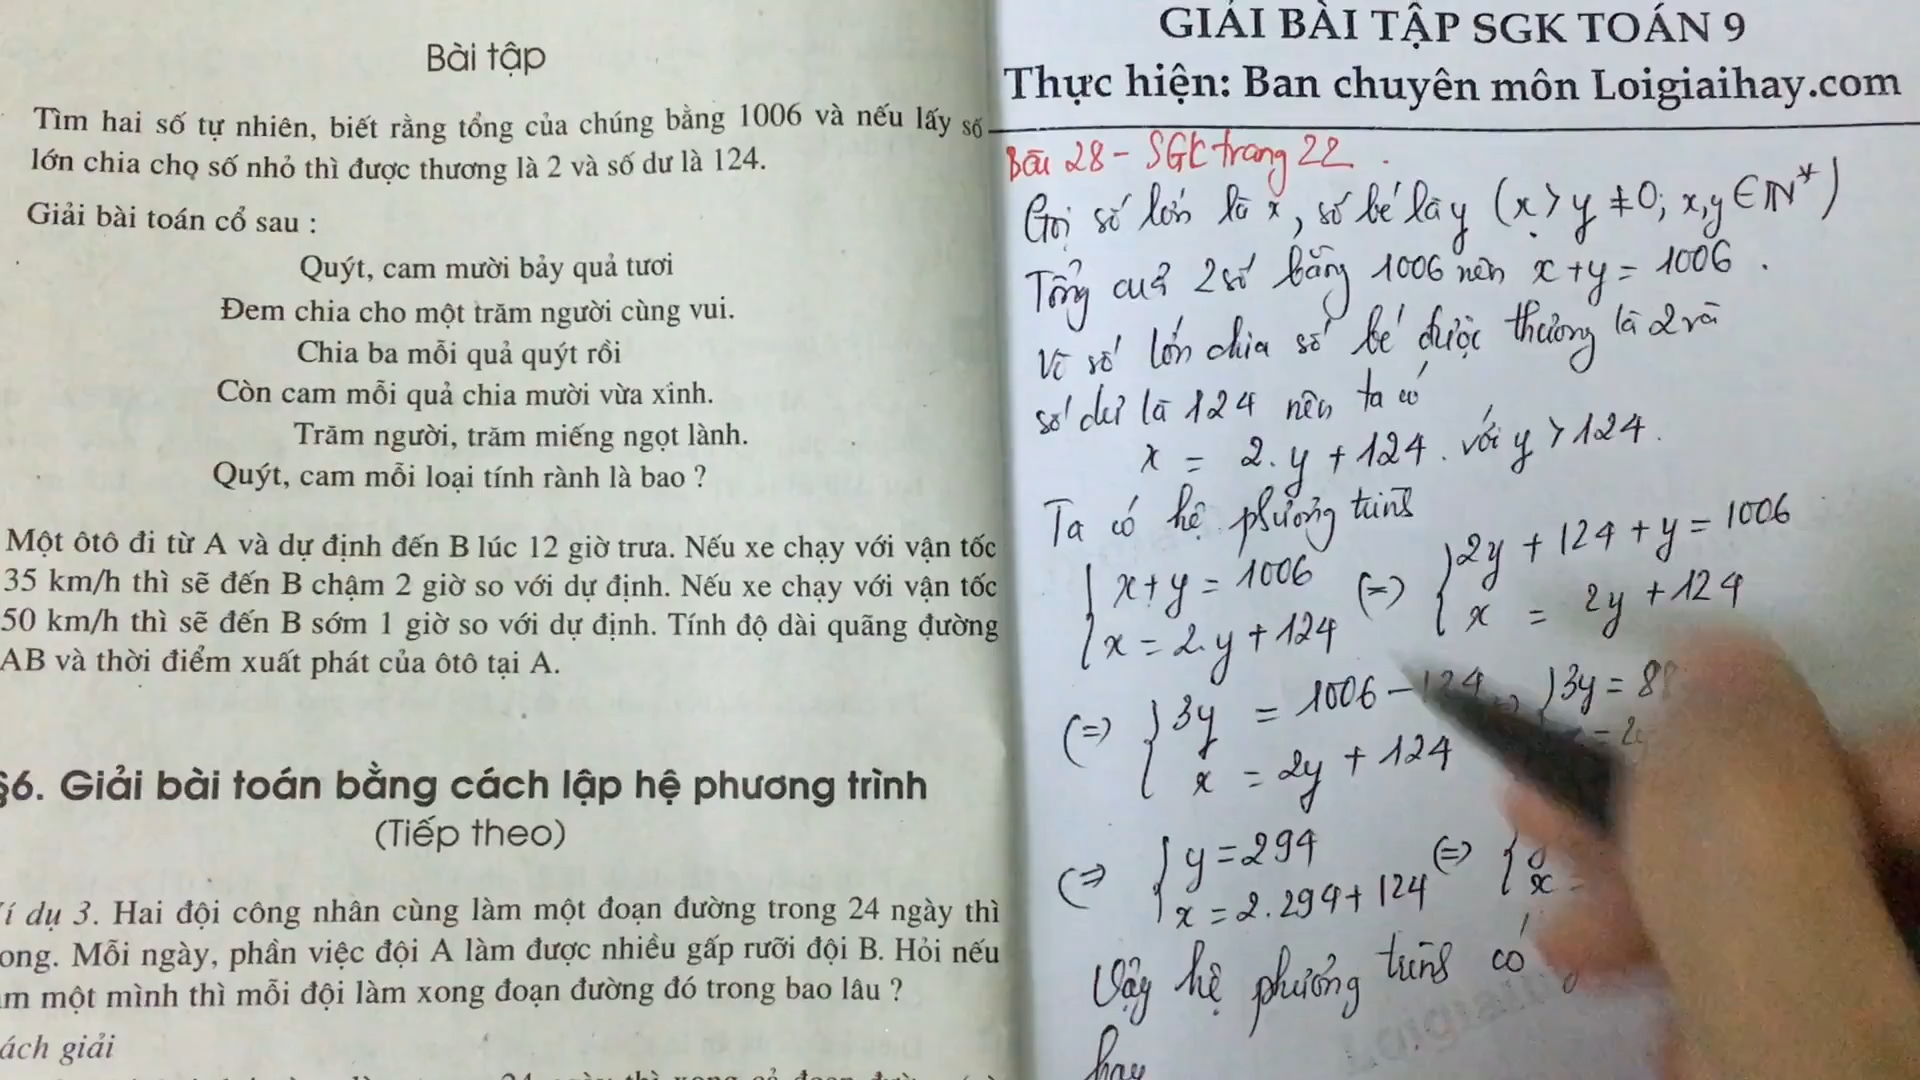 Bài tập
Tìm hai số tự nhiên, biết rằng tổng của chúng bằng 1006 và nếu lấy số
lớn chia cho số nhỏ thì được thương là 2 và số dư là 124.
Giải bài toán cổ sau :
Quýt, cam mười bảy quả tươi
Đem chia cho một trăm người cùng vui.
Chia ba mỗi quả quýt rồi
Còn cam mỗi quả chia mười vừa xinh.
Trăm người, trăm miếng ngọt lành.
Quýt, cam mỗi loại tính rành là bao ?
Một ôtô đi từ A và dự định đến B lúc 12 giờ trưa. Nếu xe chạy với vận tốc
35 km/h thì sẽ đến B chậm 2 giờ so với dự định. Nếu xe chạy với vận tốc
50 km/h thì sẽ đến B sớm 1 giờ so với dự định. Tính độ dài quãng đường
AB và thời điểm xuất phát của ôtô tại A.
§6. Giải bài toán bằng cách lập hệ phương trình
(Tiếp theo)
í dụ 3. Hai đội công nhân cùng làm một đoạn đường trong 24 ngày thì
ong. Mỗi ngày, phần việc đội A làm được nhiều gấp rưỡi đội B. Hỏi nếu
m một mình thì mỗi đội làm xong đoạn đường đó trong bao lâu ?
ách giải
GIẢI BÀI TẬP SGK TOÁN 9
Thực hiện: Ban chuyên môn Loigiaihay.com
Bài 28 - SGK trang 22.
Gọi số lớn là x, số bé là y (x > y ≠ 0; x, y ∈ ℕ*)
Tổng của 2 số bằng 1006 nên x + y = 1006.
Vì số lớn chia số bé được thương là 2 và
số dư là 124 nên ta có
x = 2.y + 124. với y > 124.
Ta có hệ phương trình
{ x + y = 1006 (=) { 2y + 124 + y = 1006
{ x = 2.y + 124 { x = 2y + 124
(=) { 3y = 1006 - 124 { 3y = 88
{ x = 2y + 124
(=) { y = 294 (=) {
{ x = 2.294 + 124 { x =
Vậy hệ phương trình có
hay